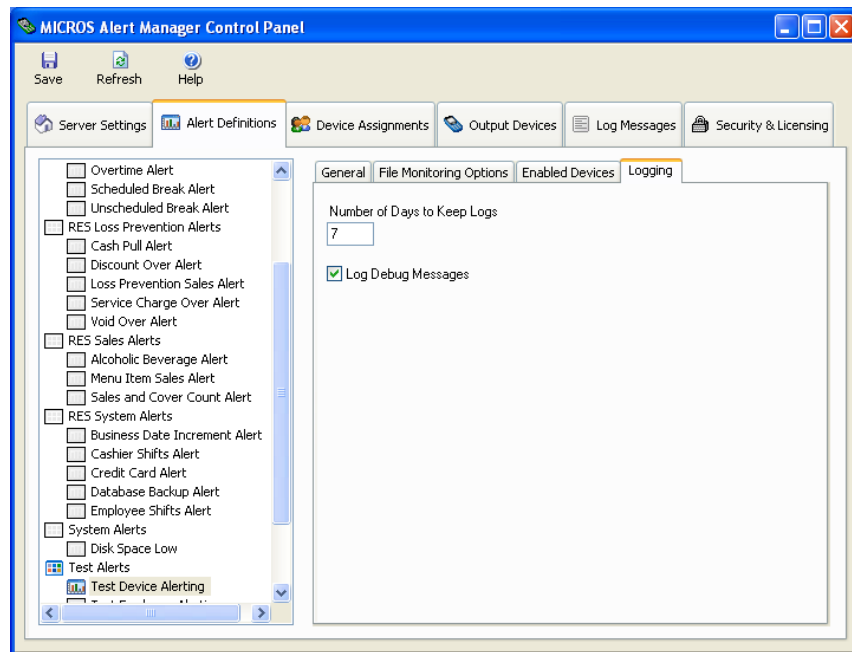 MICROS Alert Manager Control Panel
Save Refresh Help
Server Settings Alert Definitions Device Assignments Output Devices Log Messages Security & Licensing
Overtime Alert
Scheduled Break Alert
Unscheduled Break Alert
RES Loss Prevention Alerts
Cash Pull Alert
Discount Over Alert
Loss Prevention Sales Alert
Service Charge Over Alert
Void Over Alert
RES Sales Alerts
Alcoholic Beverage Alert
Menu Item Sales Alert
Sales and Cover Count Alert
RES System Alerts
Business Date Increment Alert
Cashier Shifts Alert
Credit Card Alert
Database Backup Alert
Employee Shifts Alert
System Alerts
Disk Space Low
Test Alerts
Test Device Alerting
General File Monitoring Options Enabled Devices Logging
Number of Days to Keep Logs
7
Log Debug Messages